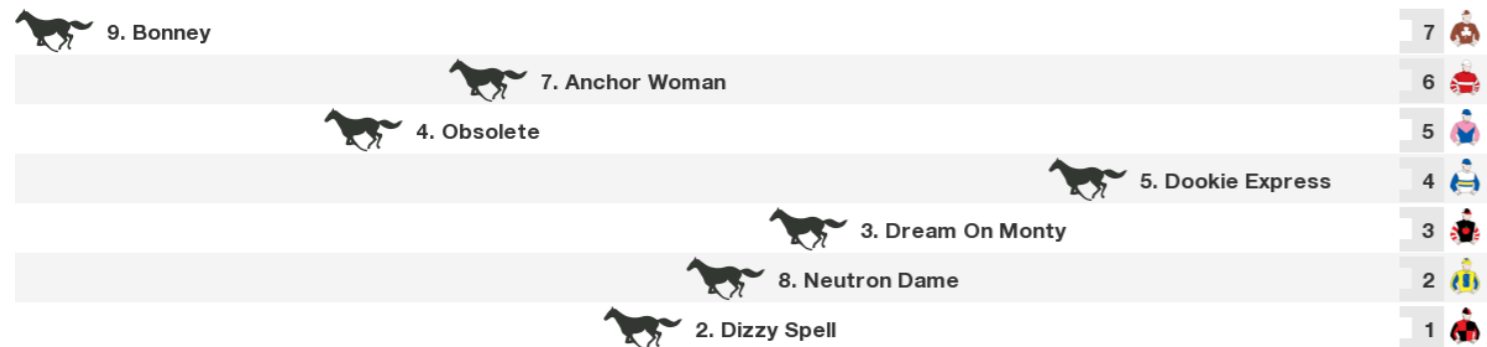 9. Bonney 7
7. Anchor Woman 6
4. Obsolete 5
5. Dookie Express 4
3. Dream On Monty 3
8. Neutron Dame 2
2. Dizzy Spell 1